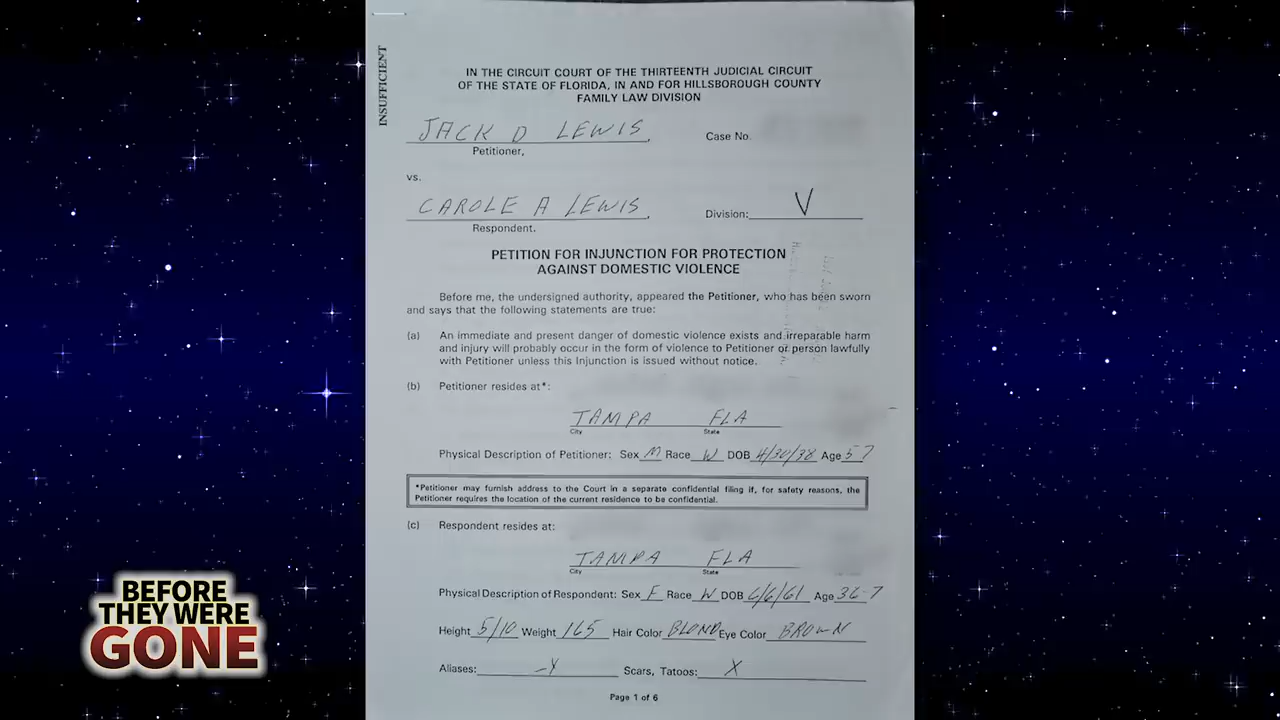 INSUFFICIENT
IN THE CIRCUIT COURT OF THE THIRTEENTH JUDICIAL CIRCUIT
OF THE STATE OF FLORIDA, IN AND FOR HILLSBOROUGH COUNTY
FAMILY LAW DIVISION
JACK D LEWIS, Case No.
Petitioner,
vs.
CAROLE A LEWIS, Division: V
Respondent.
PETITION FOR INJUNCTION FOR PROTECTION
AGAINST DOMESTIC VIOLENCE
Before me, the undersigned authority, appeared the Petitioner, who has been sworn
and says that the following statements are true:
(a) An immediate and present danger of domestic violence exists and irreparable harm
and injury will probably occur in the form of violence to Petitioner or person lawfully
with Petitioner unless this Injunction is issued without notice.
(b) Petitioner resides at*:
TAMPA FLA
City State
Physical Description of Petitioner: Sex M Race W DOB 4/30/38 Age 57
*Petitioner may furnish address to the Court in a separate confidential filing if, for safety reasons, the
Petitioner requires the location of the current residence to be confidential.
(c) Respondent resides at:
TAMPA FLA
City State
Physical Description of Respondent: Sex F Race W DOB 6/6/61 Age 36-7
Height 5/10 Weight 165 Hair Color BLOND Eye Color BROWN
Aliases: Scars, Tatoos: X
Page 1 of 6
BEFORE
THEY WERE
GONE